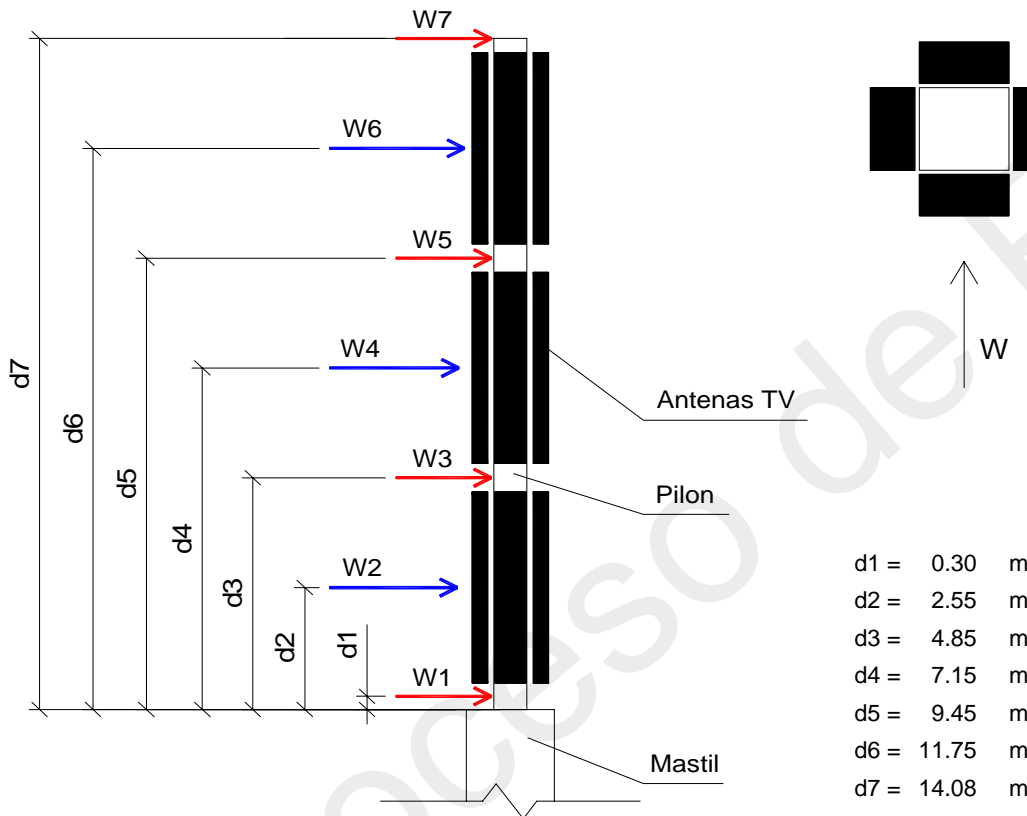 W7
W6
W5
W4
W3
W2
W1
d7
d6
d5
d4
d3
d2
d1
Antenas TV
Pilon
Mastil
W
d1 = 0.30 m
d2 = 2.55 m
d3 = 4.85 m
d4 = 7.15 m
d5 = 9.45 m
d6 = 11.75 m
d7 = 14.08 m
oceso de